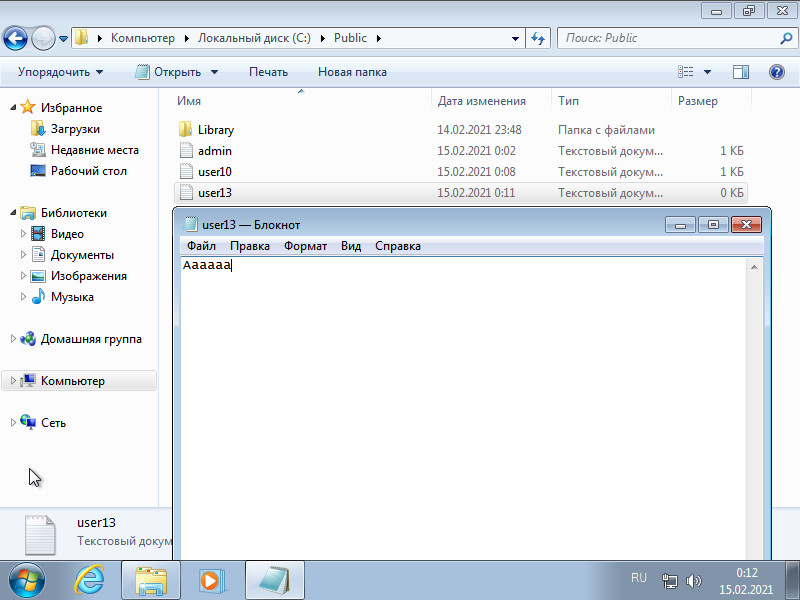 Компьютер Локальный диск (C:) Public
Поиск: Public
Упорядочить Открыть Печать Новая папка
Имя Дата изменения Тип Размер
Избранное
Загрузки
Недавние места
Рабочий стол
Библиотеки
Видео
Документы
Изображения
Музыка
Домашняя группа
Компьютер
Сеть
Library 14.02.2021 23:48 Папка с файлами
admin 15.02.2021 0:02 Текстовый докум... 1 КБ
user10 15.02.2021 0:08 Текстовый докум... 1 КБ
user13 15.02.2021 0:11 Текстовый докум... 0 КБ
user13 — Блокнот
Файл Правка Формат Вид Справка
Аааааа
user13
Текстовый докум
RU
0:12
15.02.2021